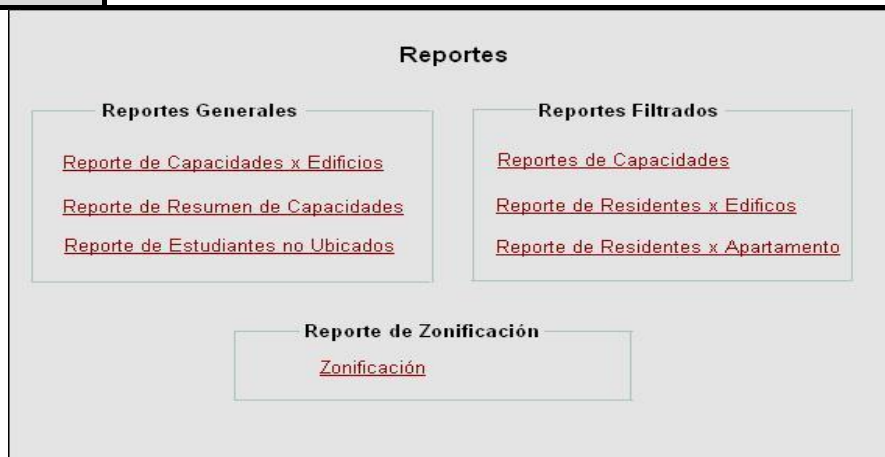 Reportes
Reportes Generales
Reporte de Capacidades x Edificios
Reporte de Resumen de Capacidades
Reporte de Estudiantes no Ubicados
Reportes Filtrados
Reportes de Capacidades
Reporte de Residentes x Edificos
Reporte de Residentes x Apartamento
Reporte de Zonificación
Zonificación